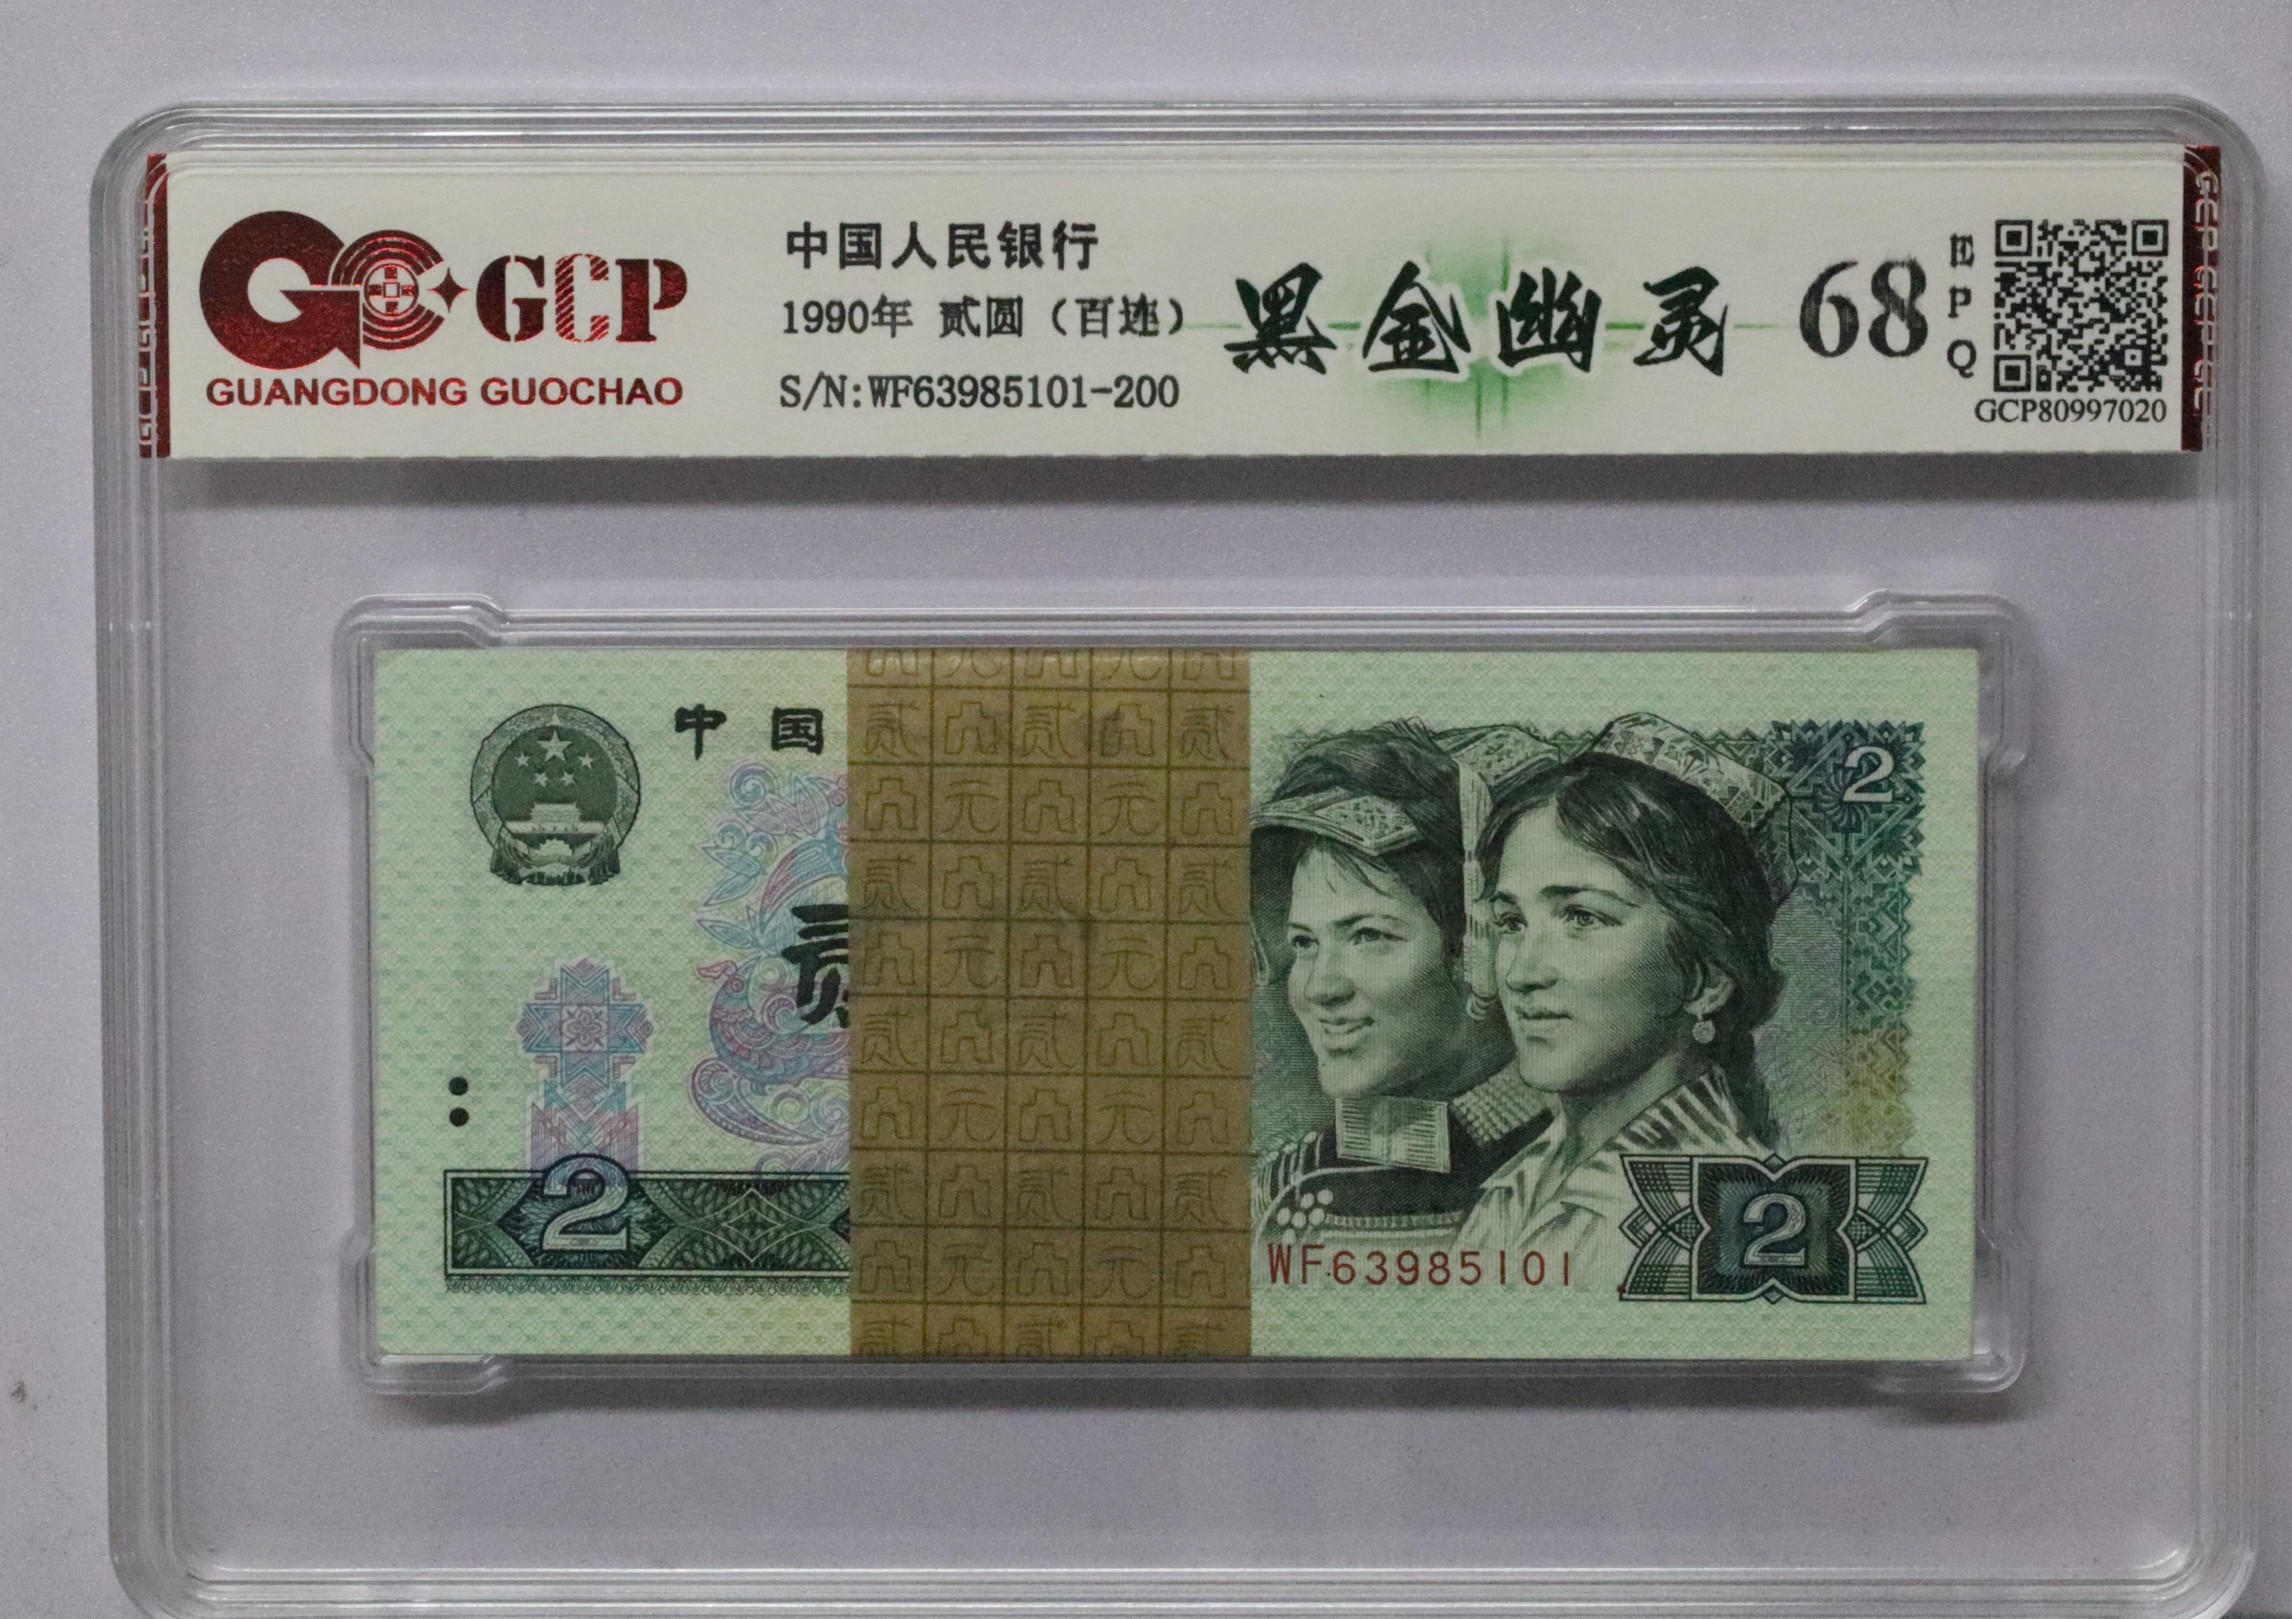 GCP
GUANGDONG GUOCHAO
中国人民银行
1990年 贰圆（百连）
S/N:WF63985101-200
黑金幽灵
68
EPQ
GCP80997020
中国
贰
2
2
2
WF63985101